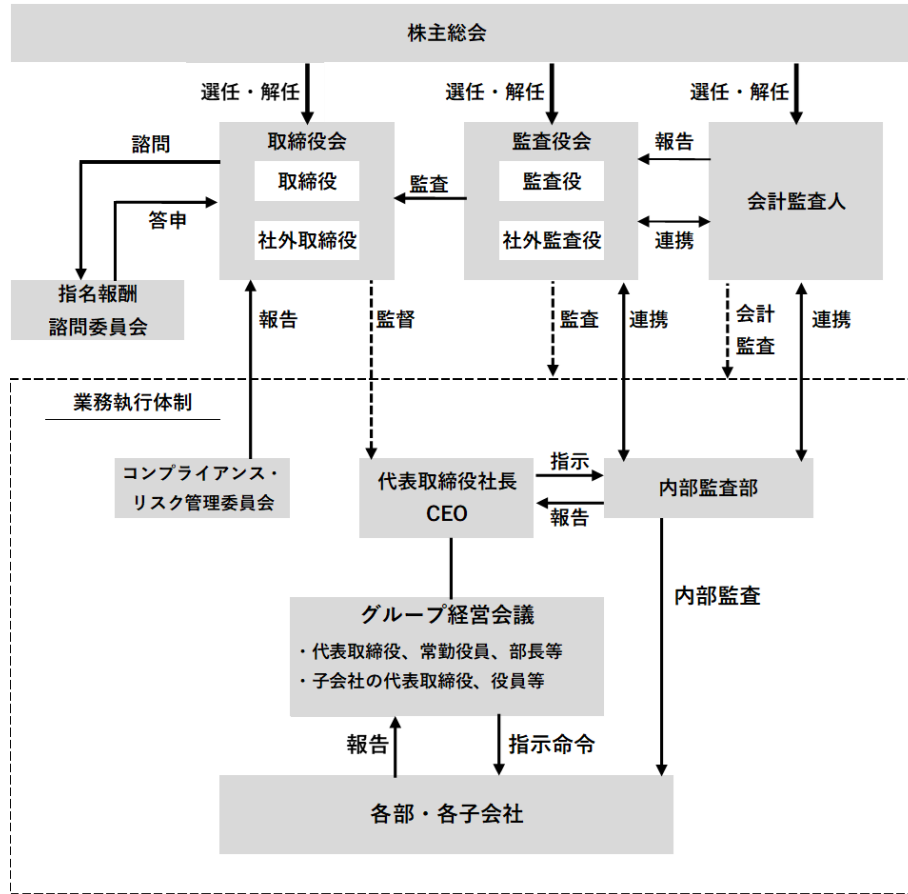 株主総会
選任・解任
選任・解任
選任・解任
諮問
取締役会
取締役
社外取締役
監査
監査役会
監査役
社外監査役
報告
連携
会計監査人
答申
指名報酬
諮問委員会
報告
監督
監査
連携
会計
監査
連携
業務執行体制
コンプライアンス・
リスク管理委員会
代表取締役社長
CEO
指示
報告
内部監査部
内部監査
グループ経営会議
・代表取締役、常勤役員、部長等
・子会社の代表取締役、役員等
報告
指示命令
各部・各子会社